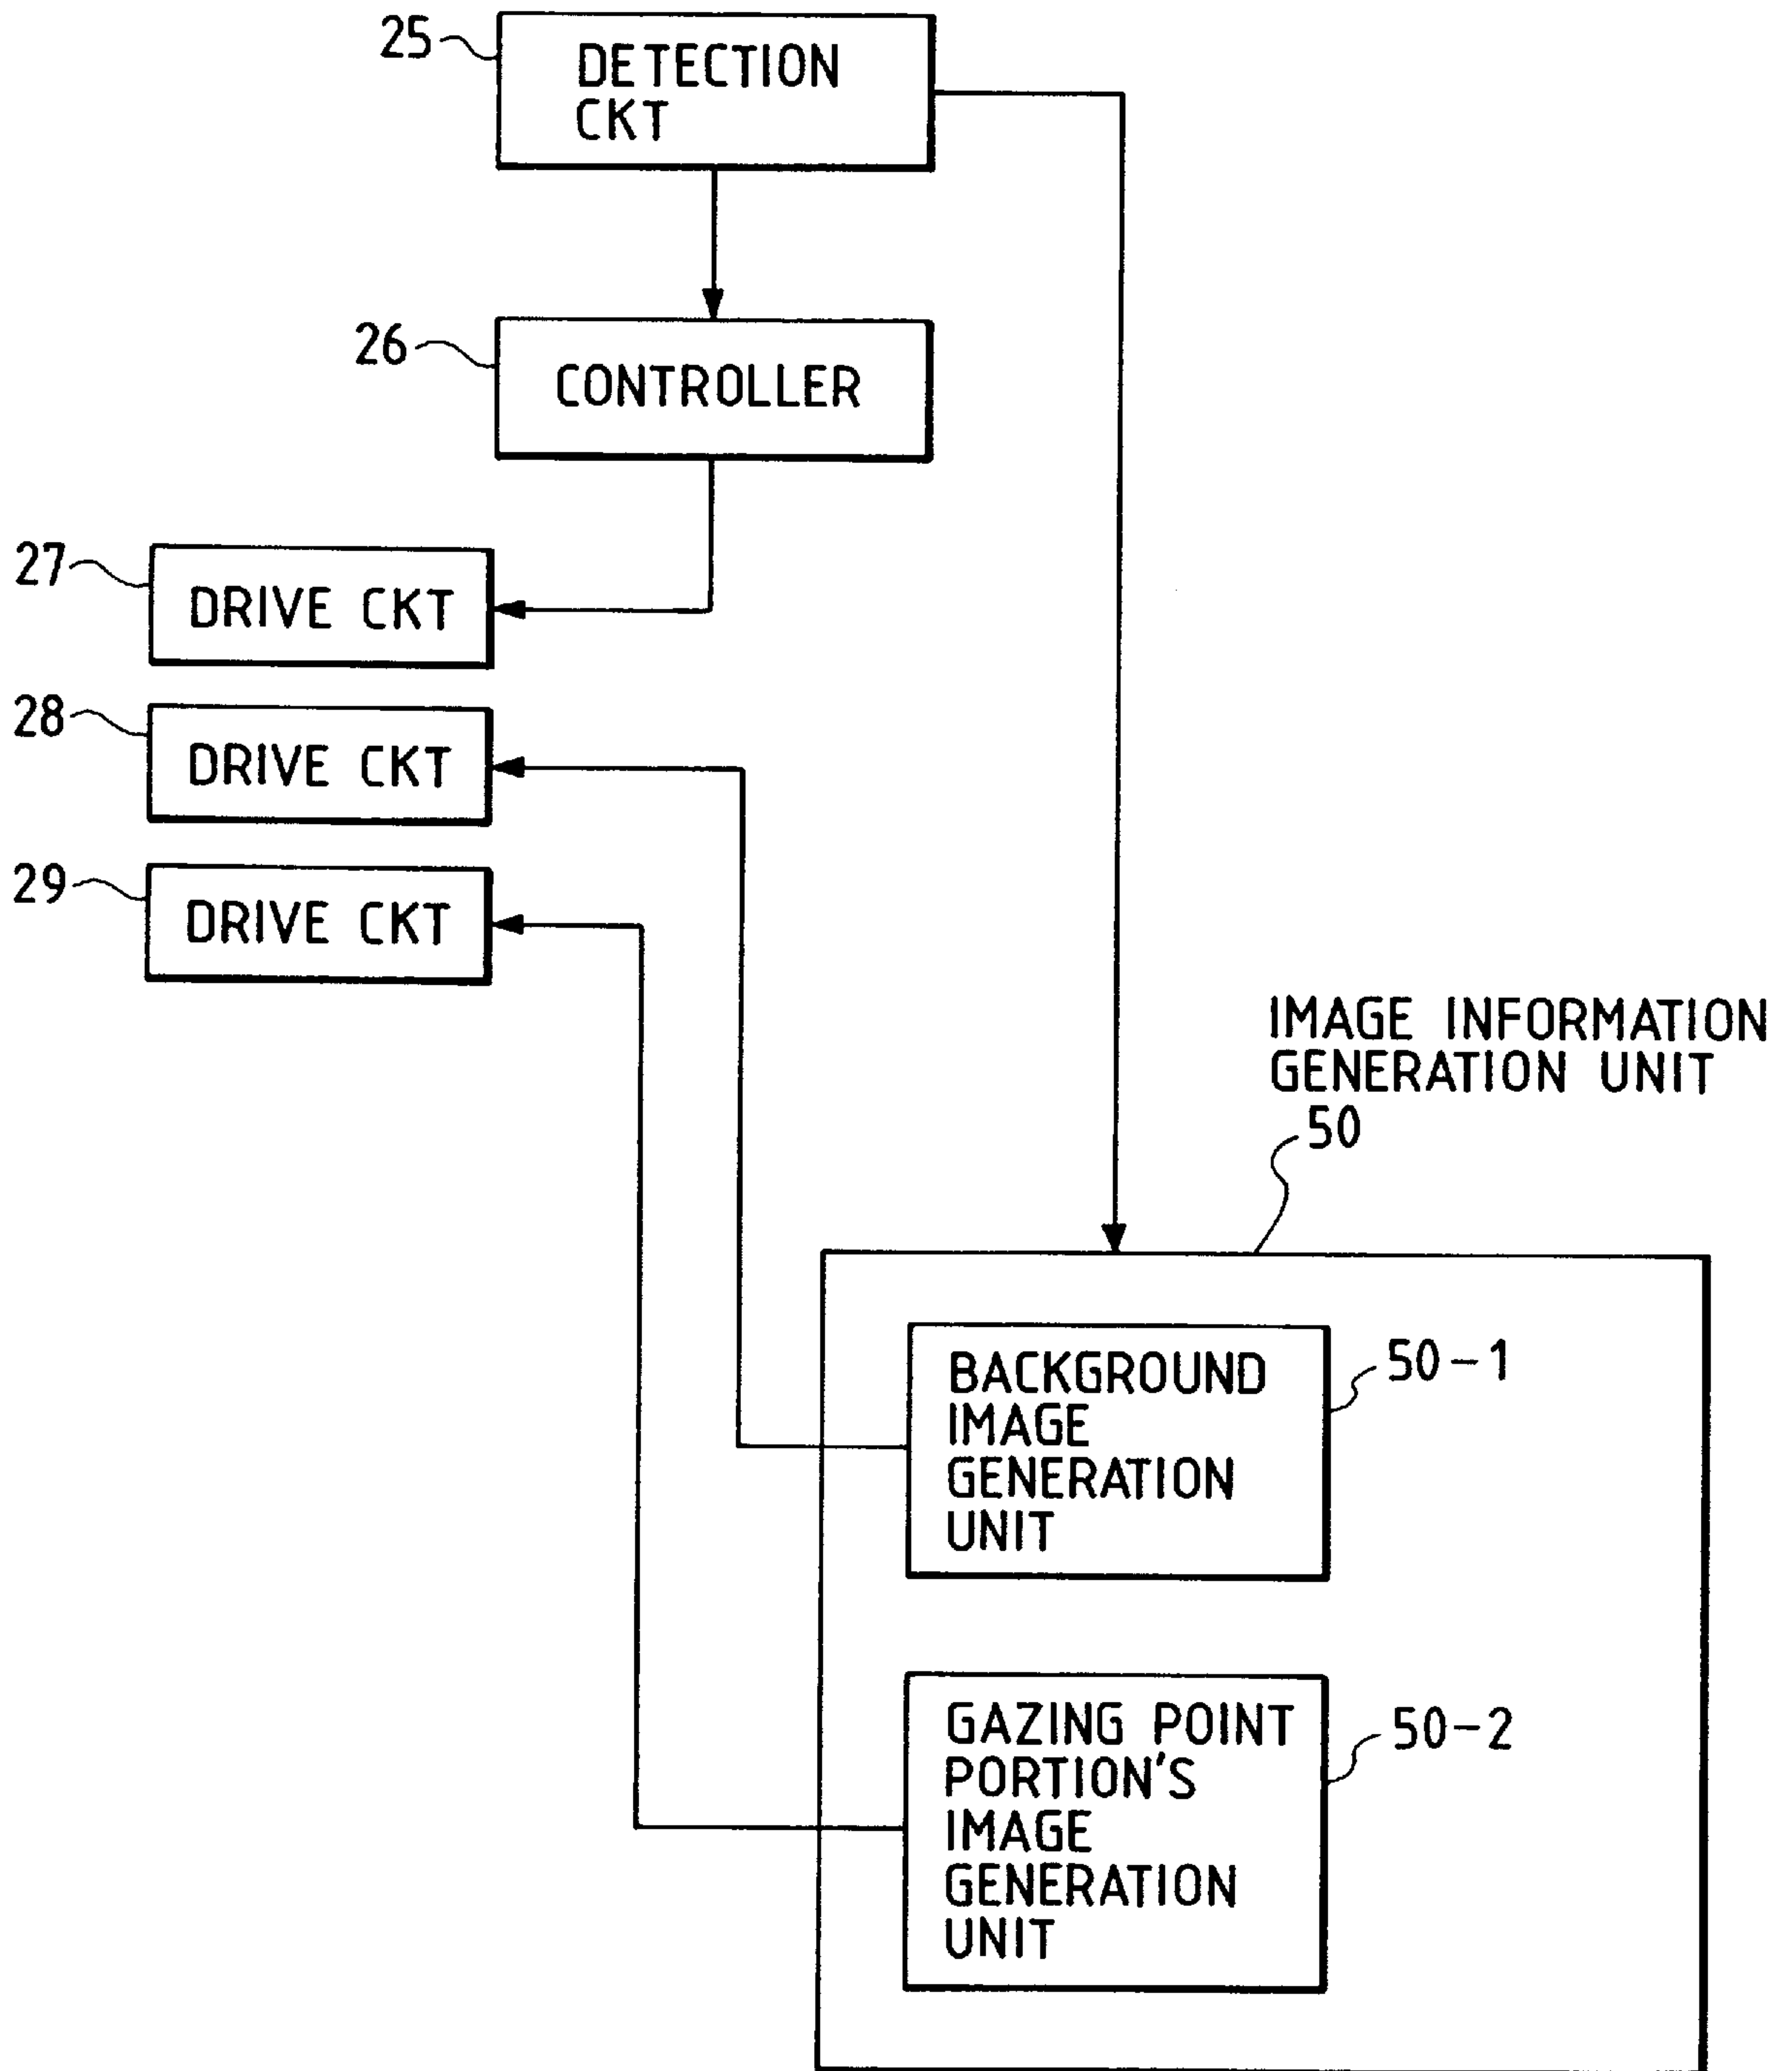 25
DETECTION
CKT
26
CONTROLLER
27
DRIVE CKT
28
DRIVE CKT
29
DRIVE CKT
IMAGE INFORMATION
GENERATION UNIT
50
BACKGROUND
IMAGE
GENERATION
UNIT
50-1
GAZING POINT
PORTION'S
IMAGE
GENERATION
UNIT
50-2